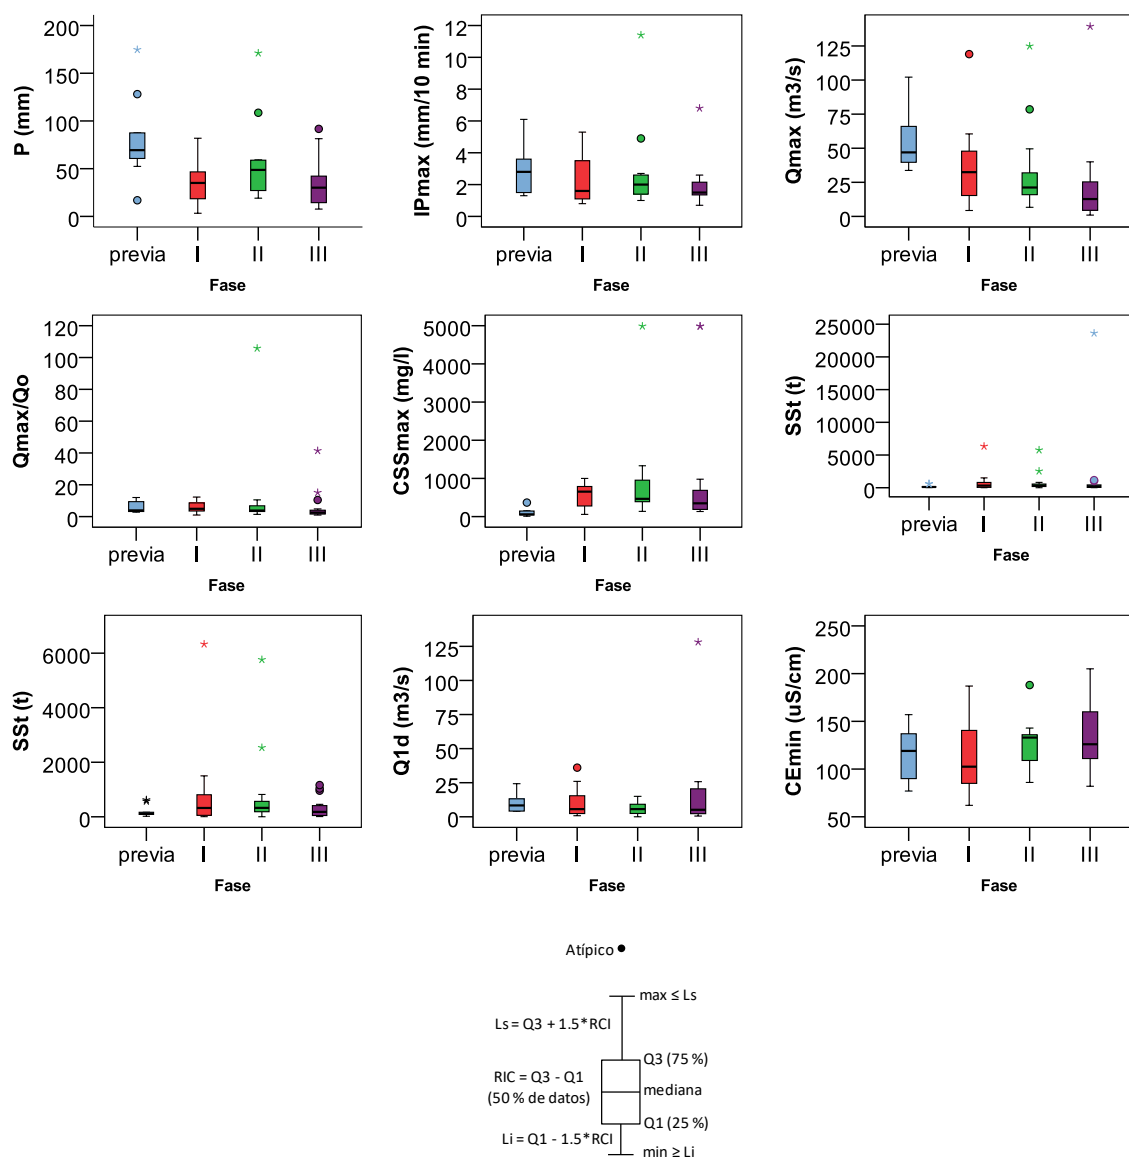 P (mm)
200
150
100
50
0
previa I II III
Fase
IPmax (mm/10 min)
12
10
8
6
4
2
0
previa I II III
Fase
Qmax (m3/s)
125
100
75
50
25
0
previa I II III
Fase
Qmax/Qo
120
100
80
60
40
20
0
previa I II III
Fase
CSSmax (mg/l)
5000
4000
3000
2000
1000
0
previa I II III
Fase
SSt (t)
25000
20000
15000
10000
5000
0
previa I II III
Fase
SSt (t)
6000
4000
2000
0
previa I II III
Fase
Q1d (m3/s)
125
100
75
50
25
0
previa I II III
Fase
CEmin (uS/cm)
250
200
150
100
50
previa I II III
Fase
Atípico
max ≤ Ls
Ls = Q3 + 1.5*RCI
Q3 (75 %)
RIC = Q3 - Q1
(50 % de datos)
mediana
Q1 (25 %)
Li = Q1 - 1.5*RCI
min ≥ Li